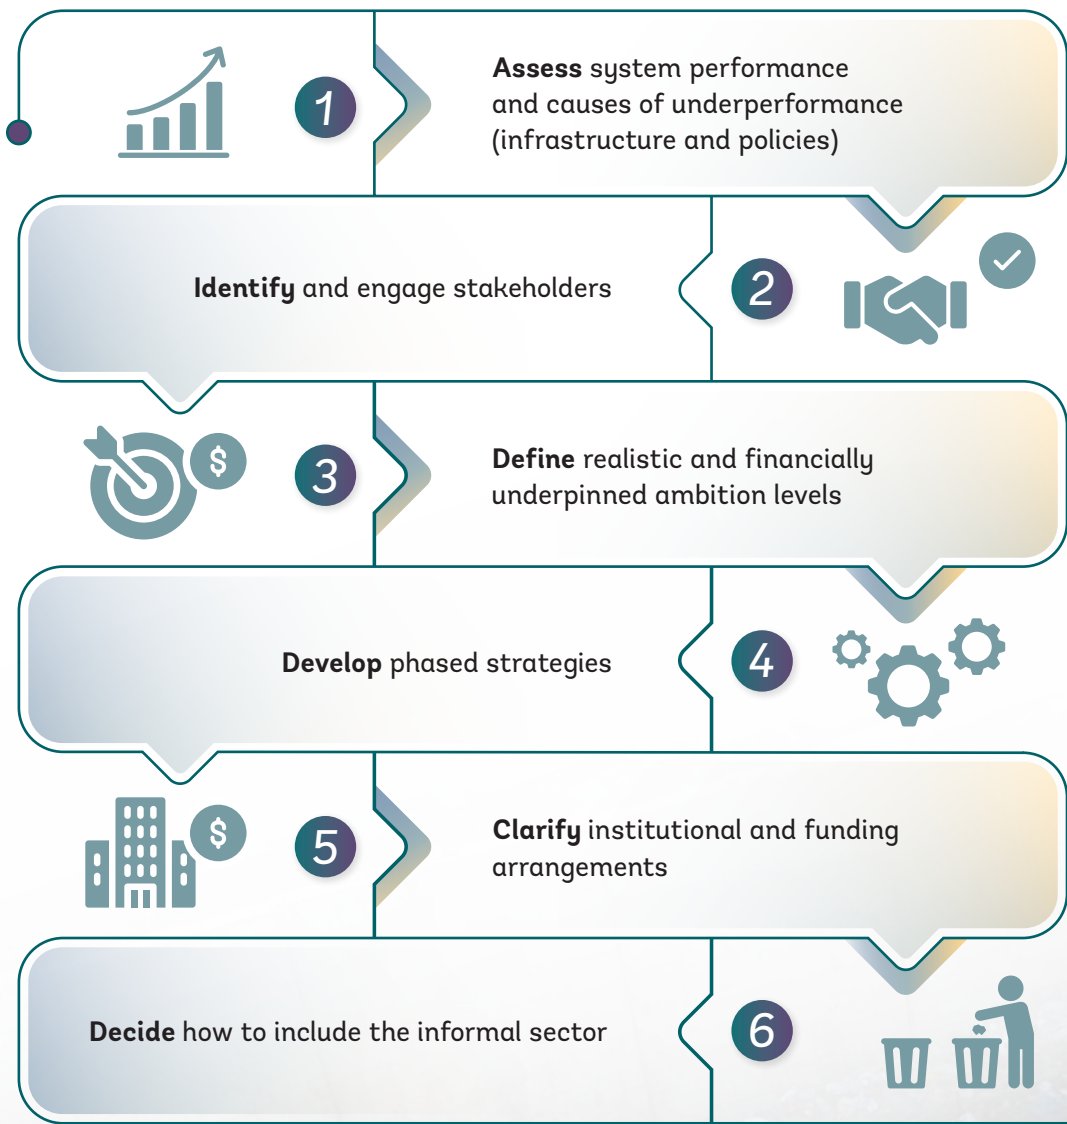 1
Assess system performance
and causes of underperformance
(infrastructure and policies)
Identify and engage stakeholders
2
$
3
Define realistic and financially
underpinned ambition levels
Develop phased strategies
4
$
5
Clarify institutional and funding
arrangements
Decide how to include the informal sector
6